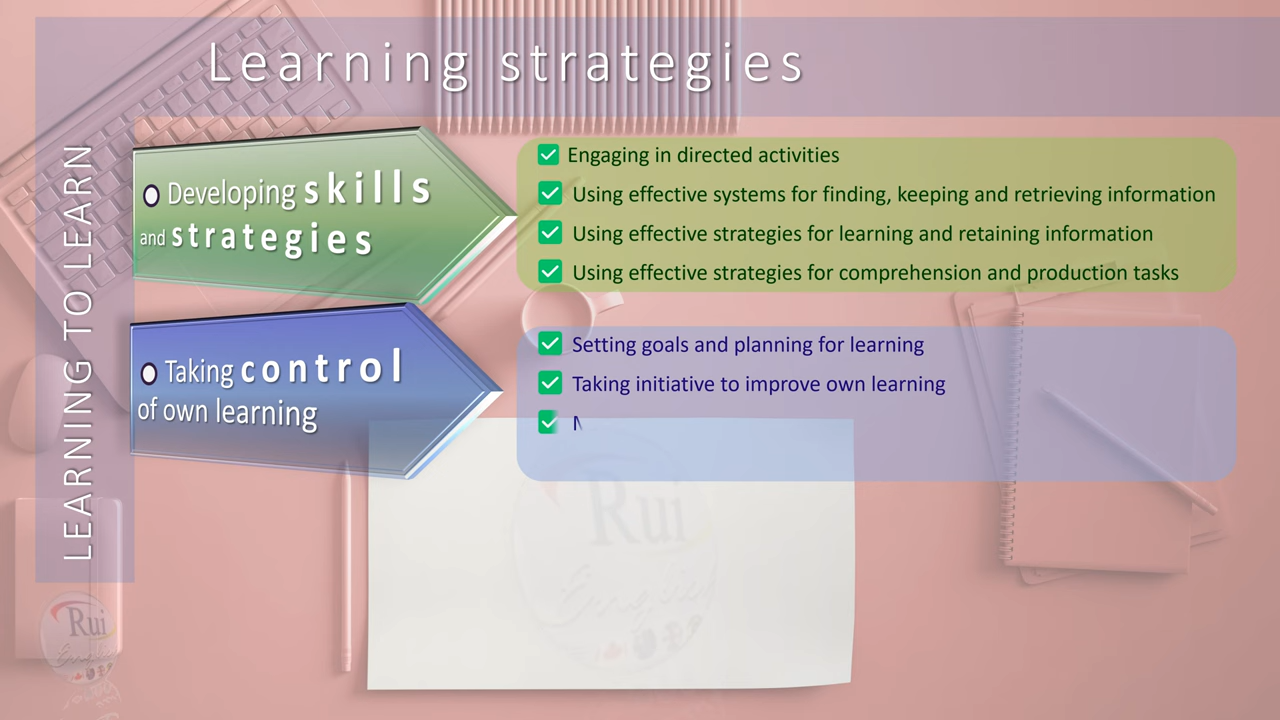 Learning strategies
LEARNING TO LEARN
Developing skills
and strategies
Engaging in directed activities
Using effective systems for finding, keeping and retrieving information
Using effective strategies for learning and retaining information
Using effective strategies for comprehension and production tasks
Taking control
of own learning
Setting goals and planning for learning
Taking initiative to improve own learning
Rui
Rui